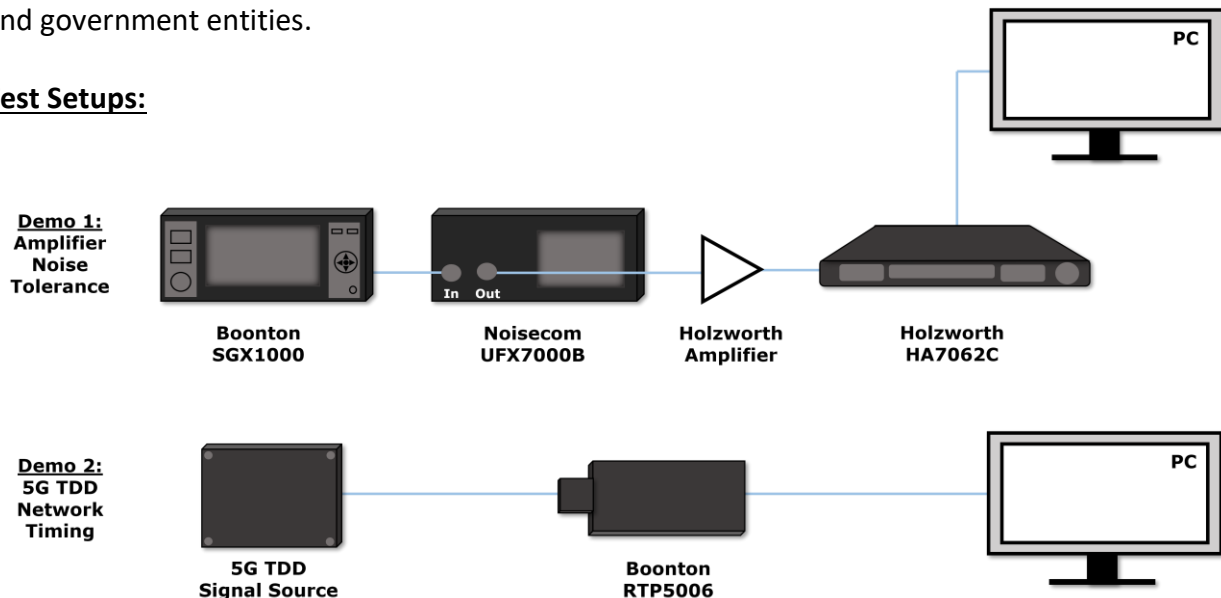 nd government entities.
est Setups:
PC
Demo 1:
Amplifier
Noise
Tolerance
In Out
Boonton
SGX1000
Noisecom
UFX7000B
Holzworth
Amplifier
Holzworth
HA7062C
Demo 2:
5G TDD
Network
Timing
PC
5G TDD
Signal Source
Boonton
RTP5006